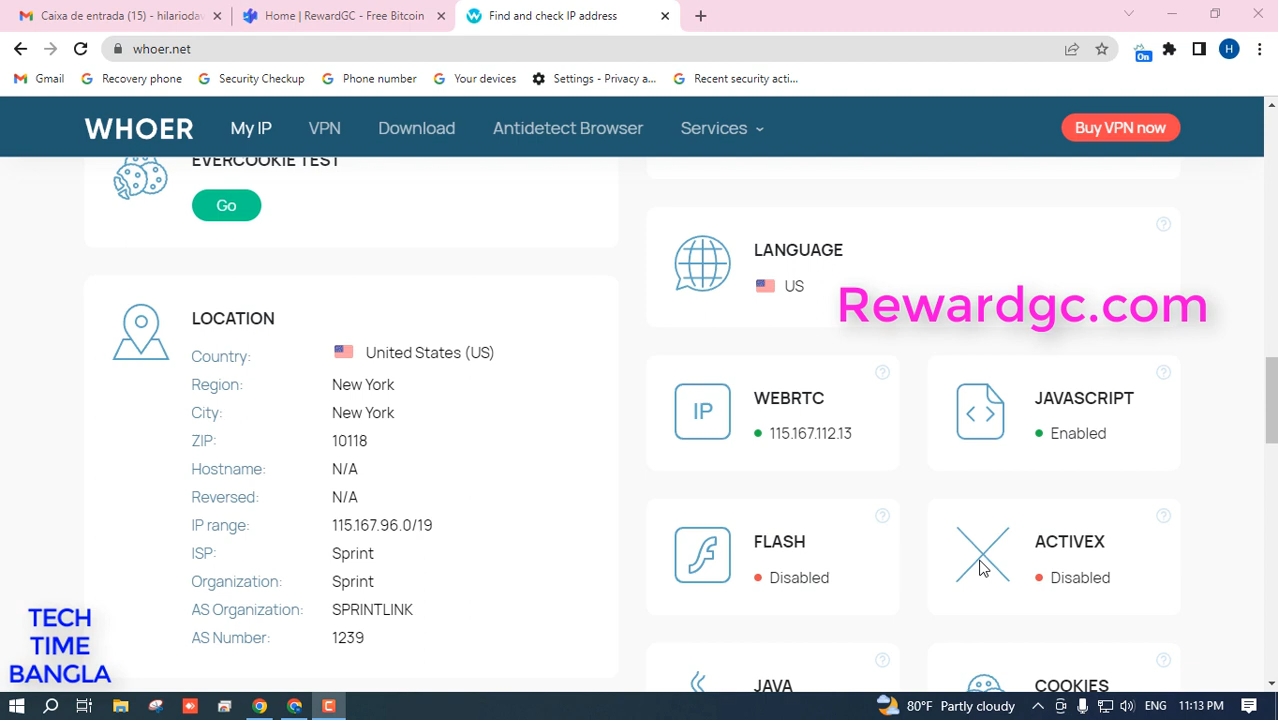 Caixa de entrada (15) - hilariodav
Home | RewardGC - Free Bitcoin
Find and check IP address
whoer.net
On
H
Gmail
Recovery phone
Security Checkup
Phone number
Your devices
Settings - Privacy a...
Recent security acti...
WHOER
My IP
VPN
Download
Antidetect Browser
Services
Buy VPN now
EVERCOOKIE TEST
Go
LANGUAGE
US
Rewardgc.com
LOCATION
Country: United States (US)
Region: New York
City: New York
ZIP: 10118
Hostname: N/A
Reversed: N/A
IP range: 115.167.96.0/19
ISP: Sprint
Organization: Sprint
AS Organization: SPRINTLINK
AS Number: 1239
IP
WEBRTC
115.167.112.13
JAVASCRIPT
Enabled
FLASH
Disabled
ACTIVEX
Disabled
JAVA
COOKIES
TECH
TIME
BANGLA
80°F Partly cloudy
ENG
11:13 PM